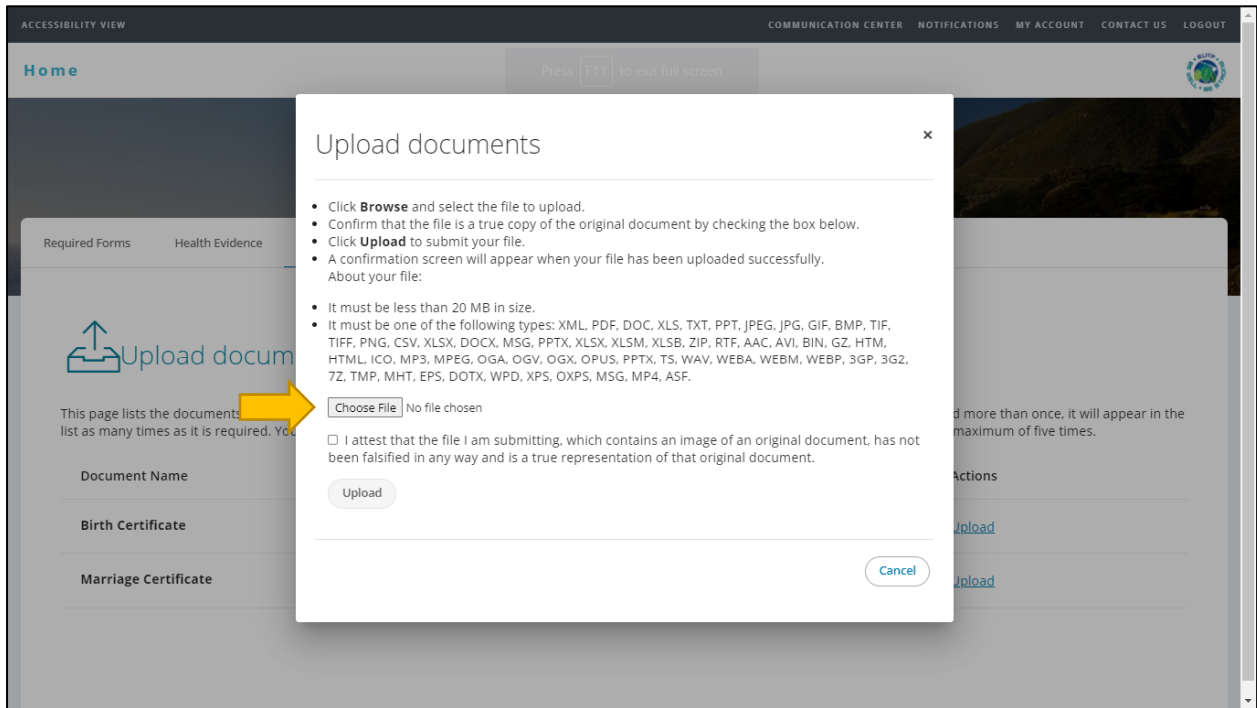 ACCESSIBILITY VIEW
COMMUNICATION CENTER NOTIFICATIONS MY ACCOUNT CONTACT US LOGOUT
Home
Press F11 to exit full screen
Upload documents
×
• Click Browse and select the file to upload.
• Confirm that the file is a true copy of the original document by checking the box below.
• Click Upload to submit your file.
• A confirmation screen will appear when your file has been uploaded successfully.
About your file:
• It must be less than 20 MB in size.
• It must be one of the following types: XML, PDF, DOC, XLS, TXT, PPT, JPEG, JPG, GIF, BMP, TIF,
TIFF, PNG, CSV, XLSX, DOCX, MSG, PPTX, XLSX, XLSM, XLSB, ZIP, RTF, AAC, AVI, BIN, GZ, HTM,
HTML, ICO, MP3, MPEG, OGA, OGV, OGX, OPUS, PPTX, TS, WAV, WEBA, WEBM, WEBP, 3GP, 3G2,
7Z, TMP, MHT, EPS, DOTX, WPD, XPS, OXPS, MSG, MP4, ASF.
Choose File No file chosen
I attest that the file I am submitting, which contains an image of an original document, has not
been falsified in any way and is a true representation of that original document.
Upload
Cancel
Required Forms Health Evidence
Upload docum
This page lists the documents
d more than once, it will appear in the
list as many times as it is required.
maximum of five times.
Document Name
Actions
Birth Certificate
Upload
Marriage Certificate
Upload